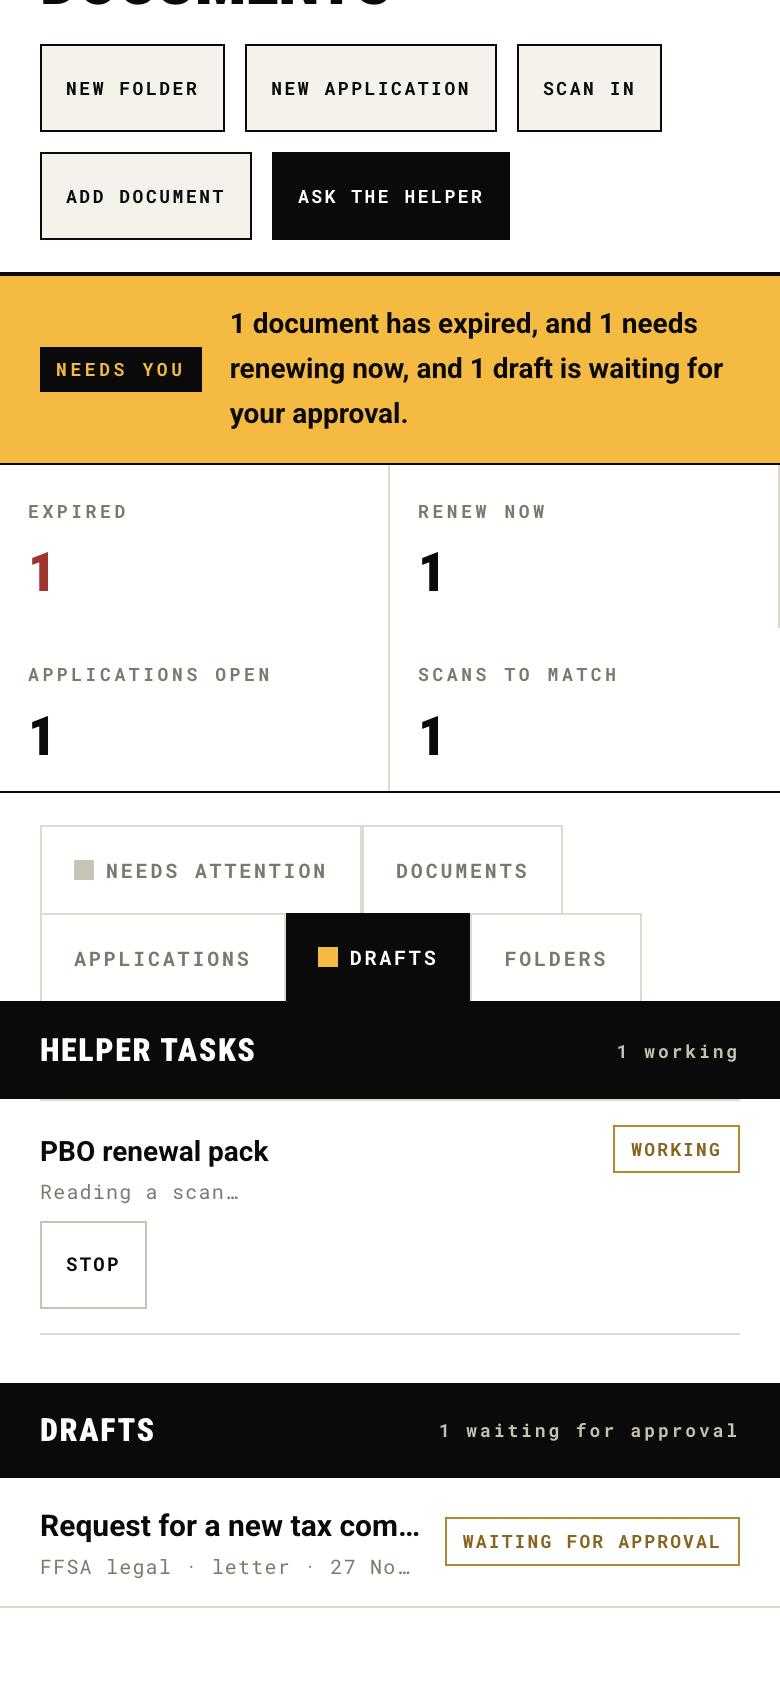 DOCUMENTS
NEW FOLDER
NEW APPLICATION
SCAN IN
ADD DOCUMENT
ASK THE HELPER
NEEDS YOU
1 document has expired, and 1 needs
renewing now, and 1 draft is waiting for
your approval.
EXPIRED
1
RENEW NOW
1
APPLICATIONS OPEN
1
SCANS TO MATCH
1
NEEDS ATTENTION
DOCUMENTS
APPLICATIONS
DRAFTS
FOLDERS
HELPER TASKS
1 working
PBO renewal pack
WORKING
Reading a scan…
STOP
DRAFTS
1 waiting for approval
Request for a new tax com…
WAITING FOR APPROVAL
FFSA legal · letter · 27 No…